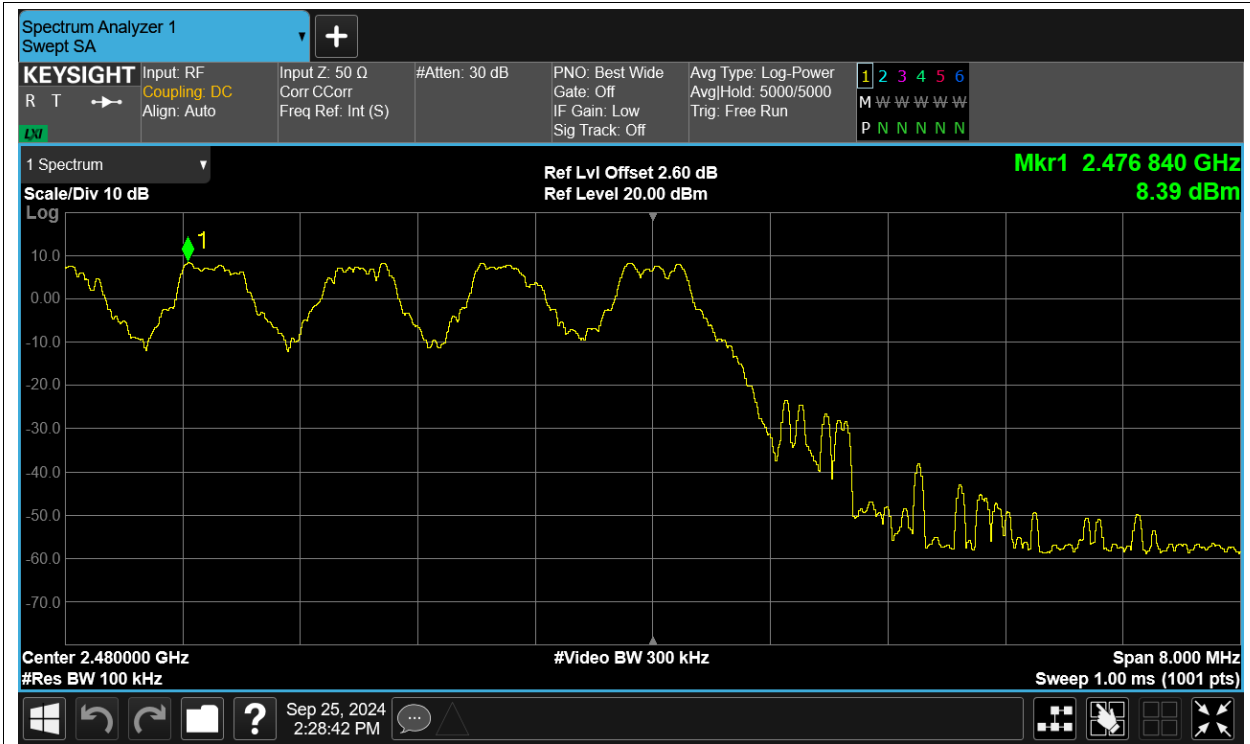 Spectrum Analyzer 1
Swept SA
KEYSIGHT
R T
LXI
Input: RF
Coupling: DC
Align: Auto
Input Z: 50 Ω
Corr CCorr
Freq Ref: Int (S)
#Atten: 30 dB
PNO: Best Wide
Gate: Off
IF Gain: Low
Sig Track: Off
Avg Type: Log-Power
Avg|Hold: 5000/5000
Trig: Free Run
1 2 3 4 5 6
M W W W W W
P N N N N N
1 Spectrum
Scale/Div 10 dB
Log
Ref Lvl Offset 2.60 dB
Ref Level 20.00 dBm
Mkr1 2.476 840 GHz
8.39 dBm
1
10.0
0.00
-10.0
-20.0
-30.0
-40.0
-50.0
-60.0
-70.0
Center 2.480000 GHz
#Res BW 100 kHz
#Video BW 300 kHz
Span 8.000 MHz
Sweep 1.00 ms (1001 pts)
?
Sep 25, 2024
2:28:42 PM